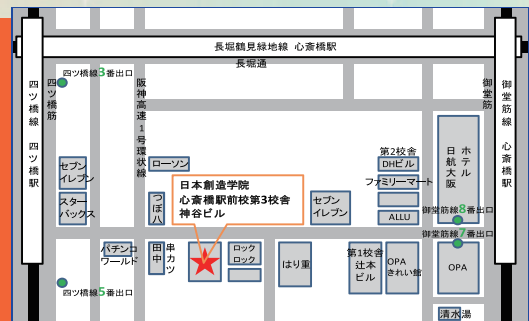 長堀鶴見緑地線 心斎橋駅
長堀通
四ツ橋線 四ツ橋駅
四ツ橋筋
四ツ橋線3番出口
阪神高速1号環状線
御堂筋
御堂筋線 心斎橋駅
セブン
イレブン
スター
バックス
ローソン
つぼ八
日本創造学院
心斎橋駅前校第3校舎
神谷ビル
セブン
イレブン
第2校舎
DHビル
ファミリーマート
ALLU
ホテル
日航大阪
御堂筋線8番出口
御堂筋線7番出口
パチンコ
ワールド
串カツ
田中
ロック
ロック
はり重
第1校舎
辻本
ビル
OPA
きれい館
OPA
四ツ橋線5番出口
清水湯